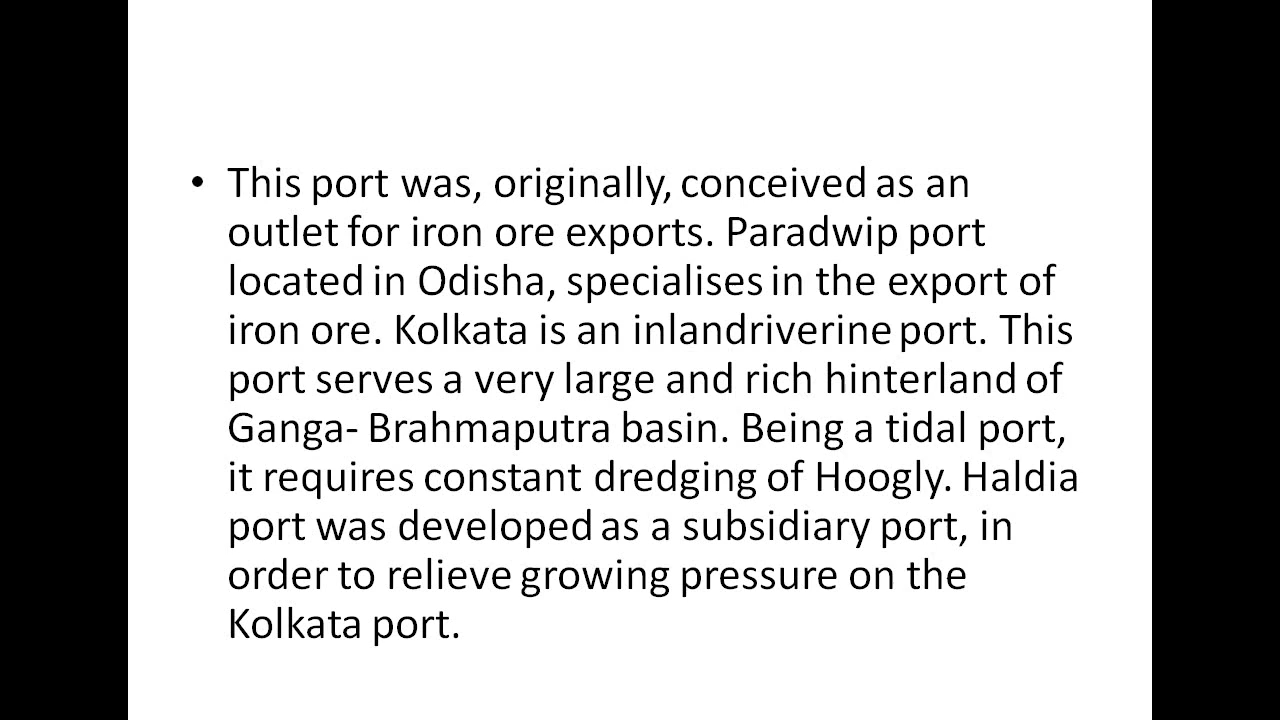 • This port was, originally, conceived as an
outlet for iron ore exports. Paradwip port
located in Odisha, specialises in the export of
iron ore. Kolkata is an inlandriverine port. This
port serves a very large and rich hinterland of
Ganga- Brahmaputra basin. Being a tidal port,
it requires constant dredging of Hoogly. Haldia
port was developed as a subsidiary port, in
order to relieve growing pressure on the
Kolkata port.